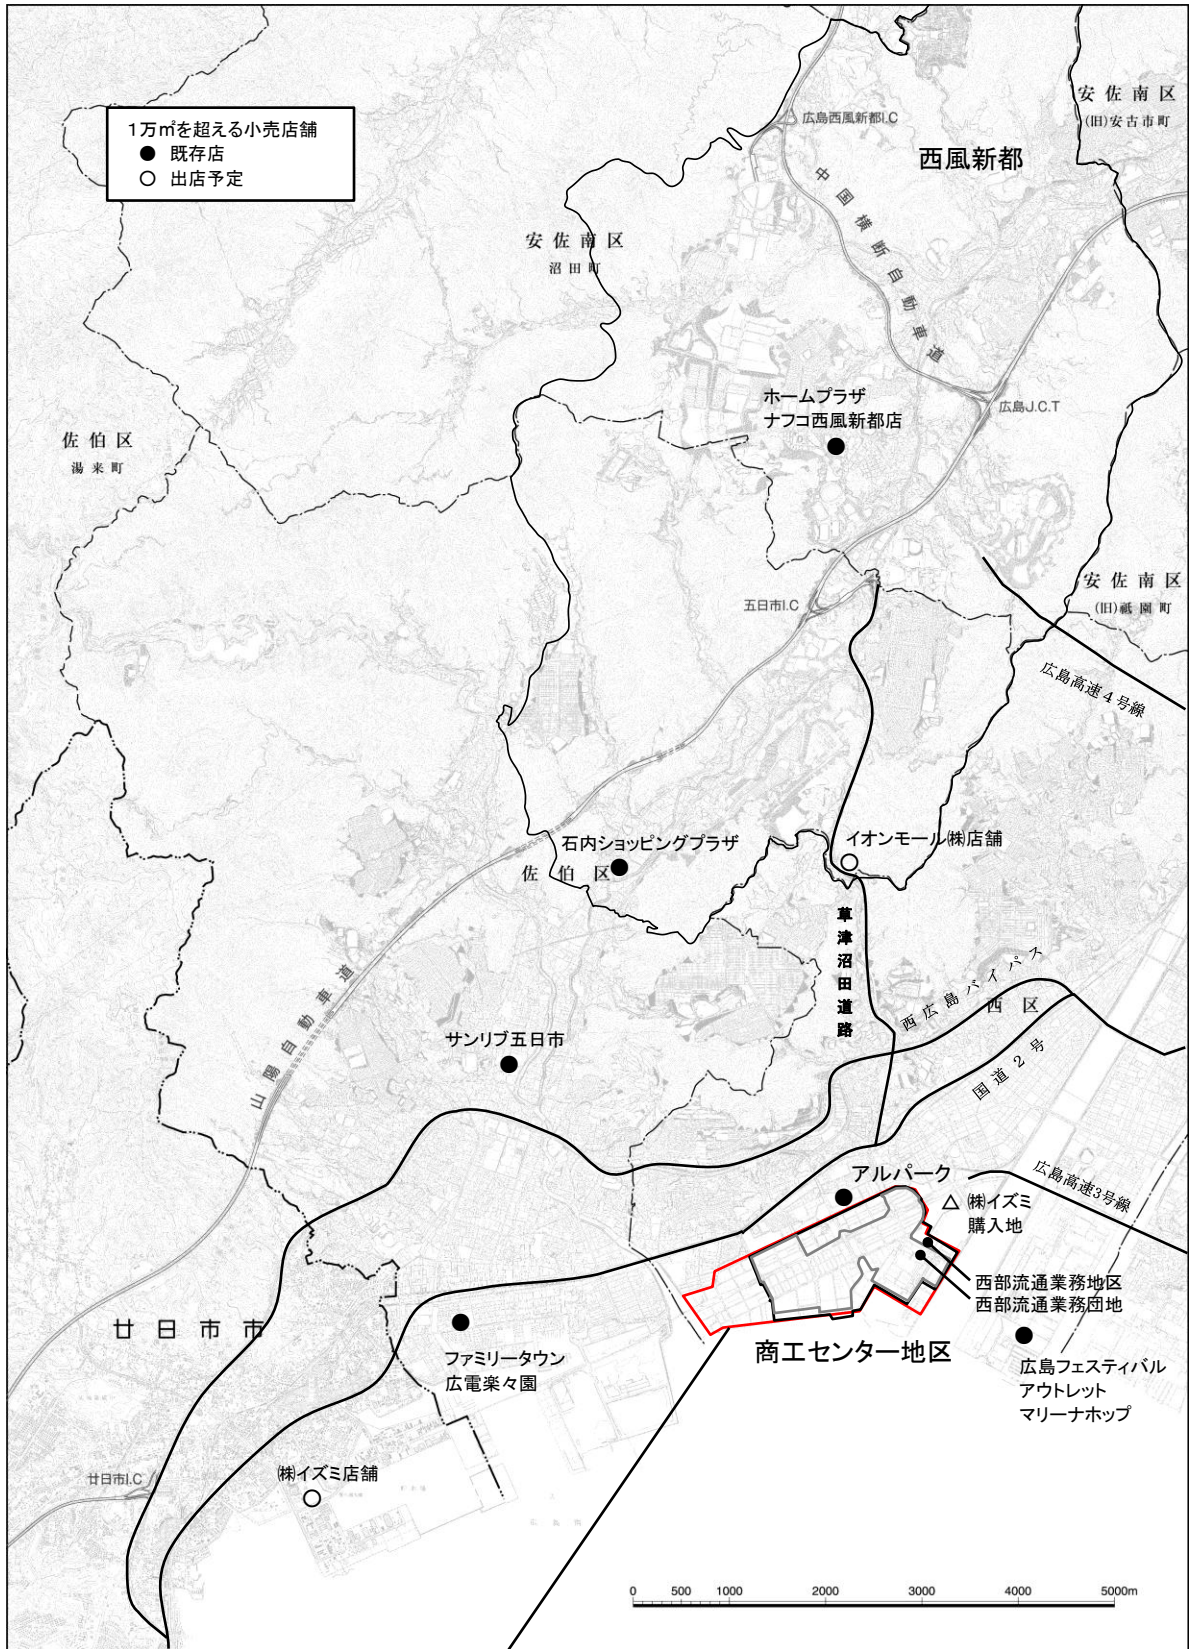 1万㎡を超える小売店舗
● 既存店
○ 出店予定
広島西風新都I.C
西風新都
安佐南区
(旧)安古市町
中国横断自動車道
安佐南区
沼田町
ホームプラザ
ナフコ西風新都店
広島J.C.T
佐伯区
湯来町
五日市I.C
安佐南区
(旧)祇園町
広島高速4号線
イオンモール㈱店舗
石内ショッピングプラザ
佐伯区
草津沼田道路
西広島バイパス
西区
国道2号
山陽自動車道
サンリブ五日市
アルパーク
広島高速3号線
△ ㈱イズミ
購入地
西部流通業務地区
西部流通業務団地
商工センター地区
廿日市市
ファミリータウン
広電楽々園
広島フェスティバル
アウトレット
マリーナホップ
廿日市I.C
㈱イズミ店舗
0 500 1000 2000 3000 4000 5000m